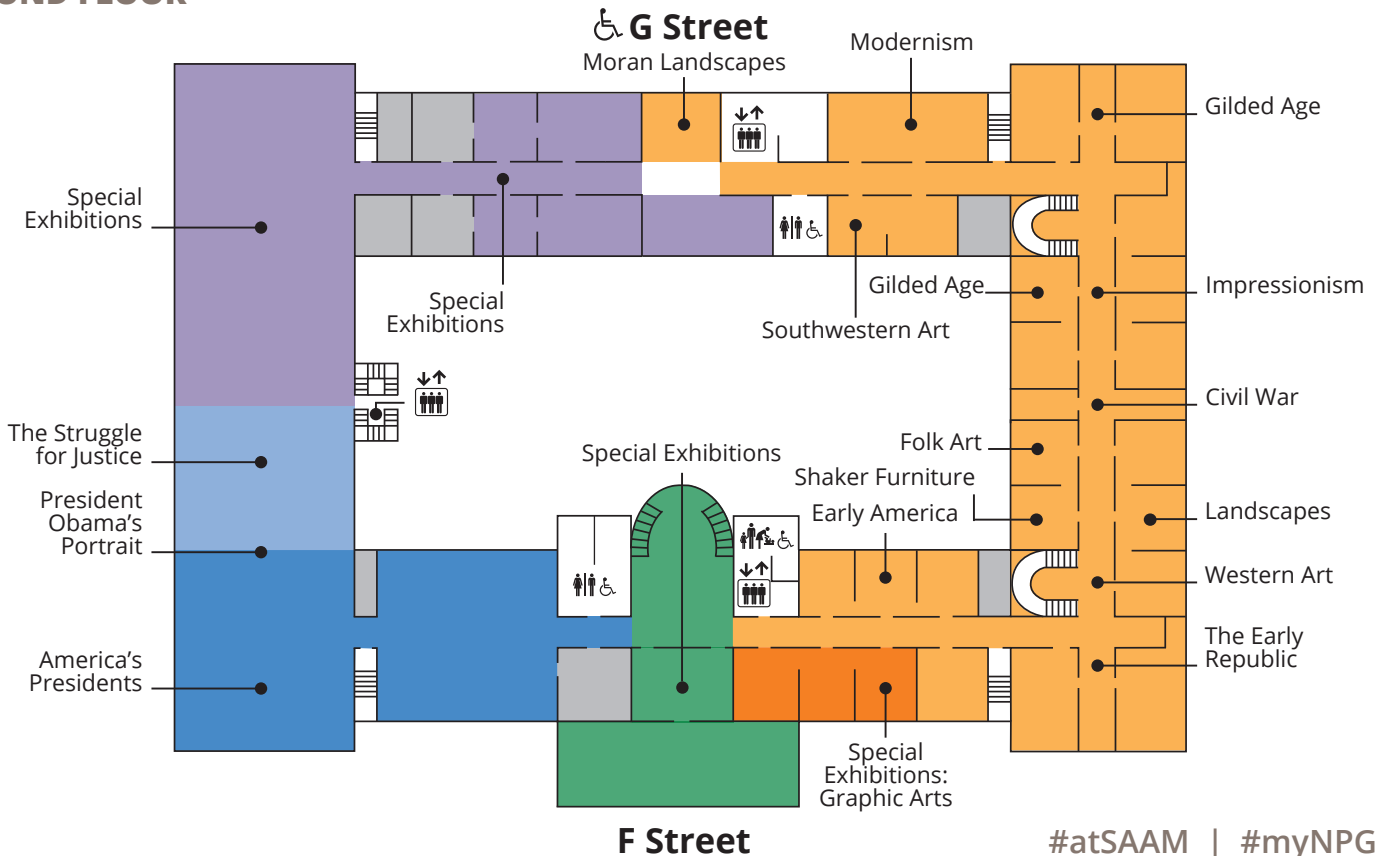 G Street
Moran Landscapes
Modernism
Gilded Age
Special
Exhibitions
Special
Exhibitions
Gilded Age
Impressionism
Southwestern Art
Civil War
The Struggle
for Justice
Special Exhibitions
Folk Art
Shaker Furniture
President
Obama’s
Portrait
Early America
Landscapes
Western Art
The Early
Republic
America’s
Presidents
Special
Exhibitions:
Graphic Arts
F Street
#atSAAM | #myNPG